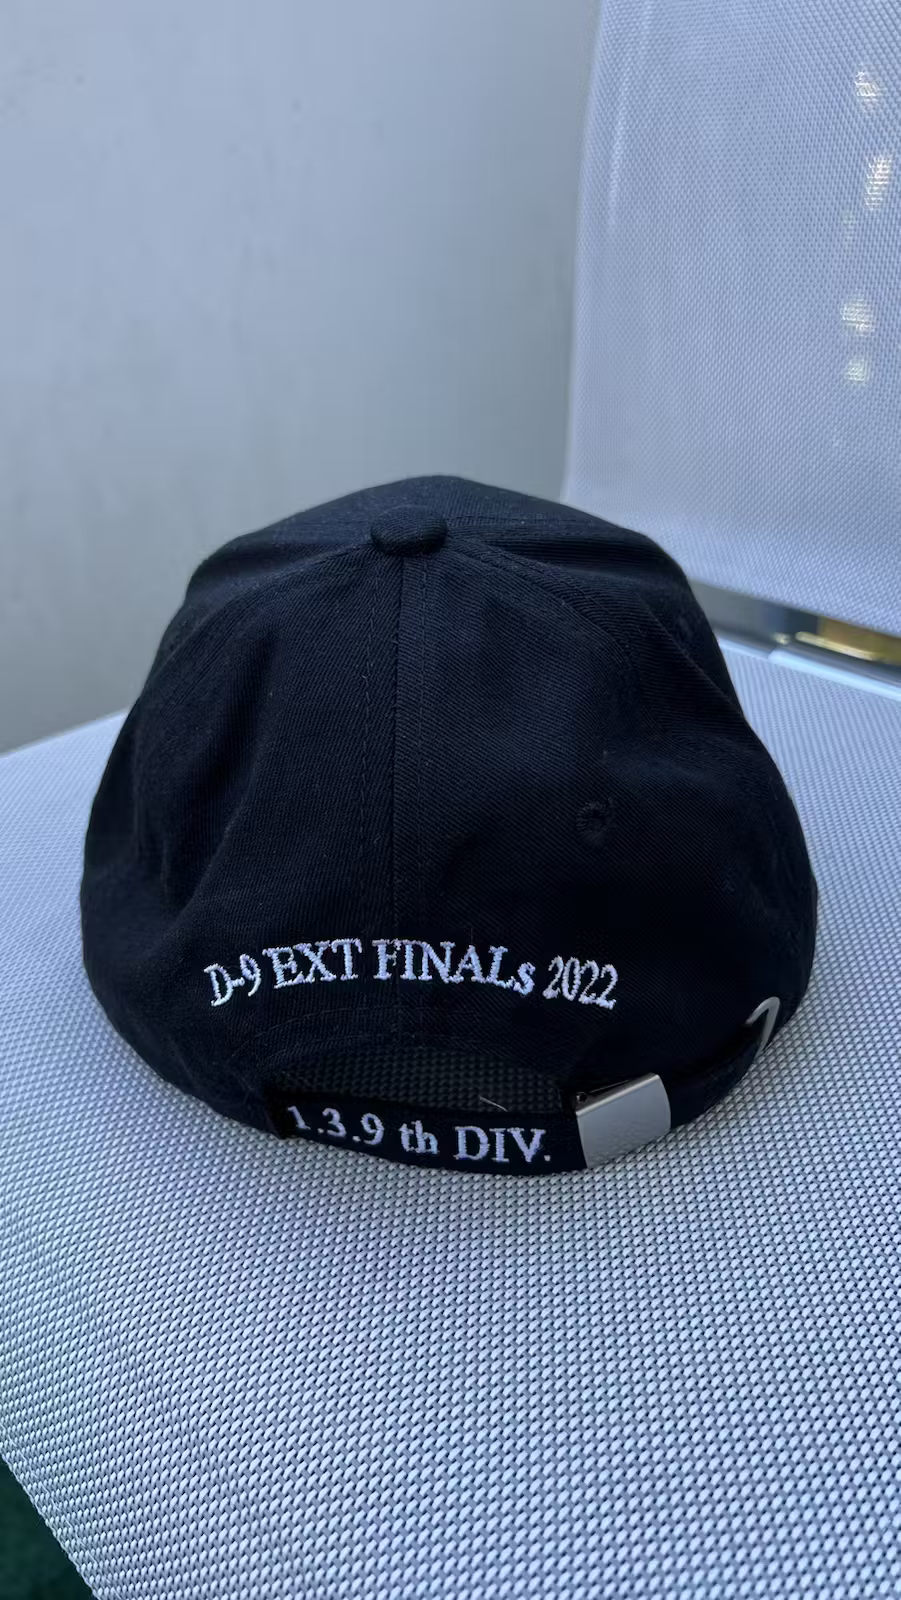 D-9 EXT FINALs 2022
1.3.9 th DIV.